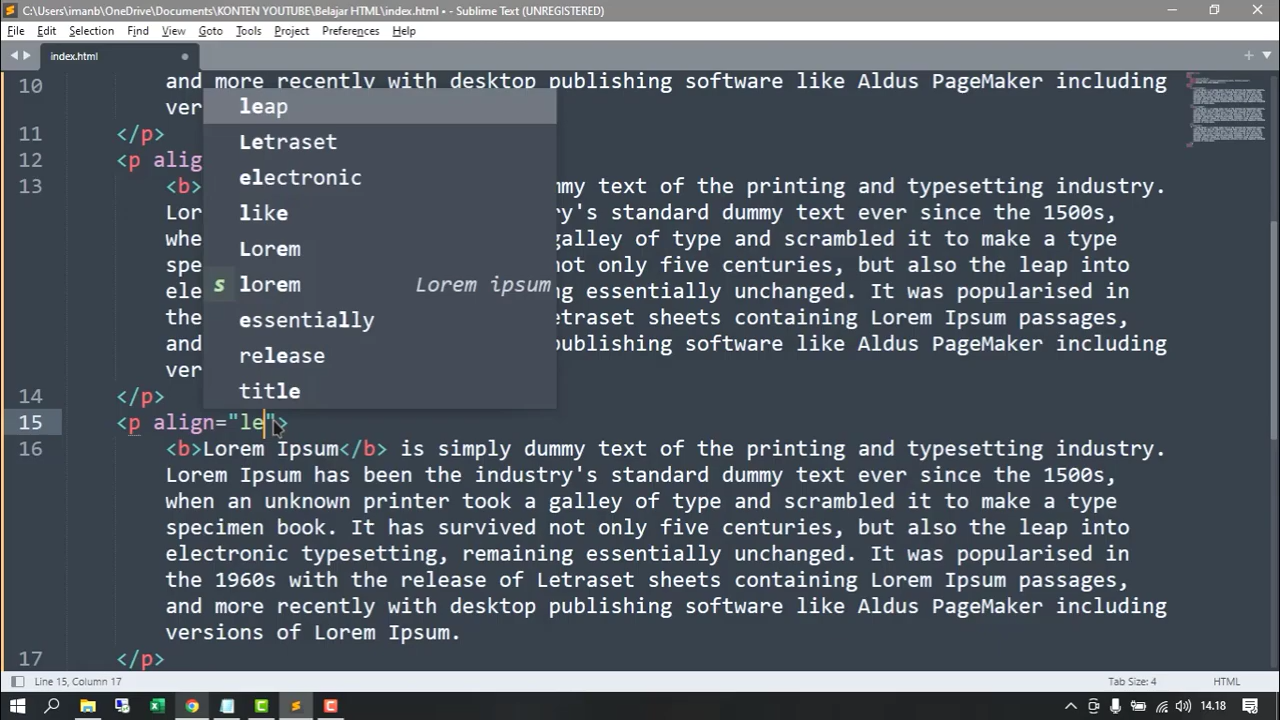 C:\Users\imanb\OneDrive\Documents\KONTEN YOUTUBE\Belajar HTML\index.html • - Sublime Text (UNREGISTERED)
File Edit Selection Find View Goto Tools Project Preferences Help
index.html
10 and more recently with desktop publishing software like Aldus PageMaker including
ver
leap
Letraset
electronic
like
Lorem
s lorem Lorem ipsum
essentially
release
title
11 </p>
12 <p alig
13 <b> mmy text of the printing and typesetting industry.
Lor ry's standard dummy text ever since the 1500s,
whe galley of type and scrambled it to make a type
spe not only five centuries, but also the leap into
ele ng essentially unchanged. It was popularised in
the etraset sheets containing Lorem Ipsum passages,
and publishing software like Aldus PageMaker including
ver
14 </p>
15 <p align="le">
16 <b>Lorem Ipsum</b> is simply dummy text of the printing and typesetting industry.
Lorem Ipsum has been the industry's standard dummy text ever since the 1500s,
when an unknown printer took a galley of type and scrambled it to make a type
specimen book. It has survived not only five centuries, but also the leap into
electronic typesetting, remaining essentially unchanged. It was popularised in
the 1960s with the release of Letraset sheets containing Lorem Ipsum passages,
and more recently with desktop publishing software like Aldus PageMaker including
versions of Lorem Ipsum.
17 </p>
Line 15, Column 17 Tab Size: 4 HTML
14.18